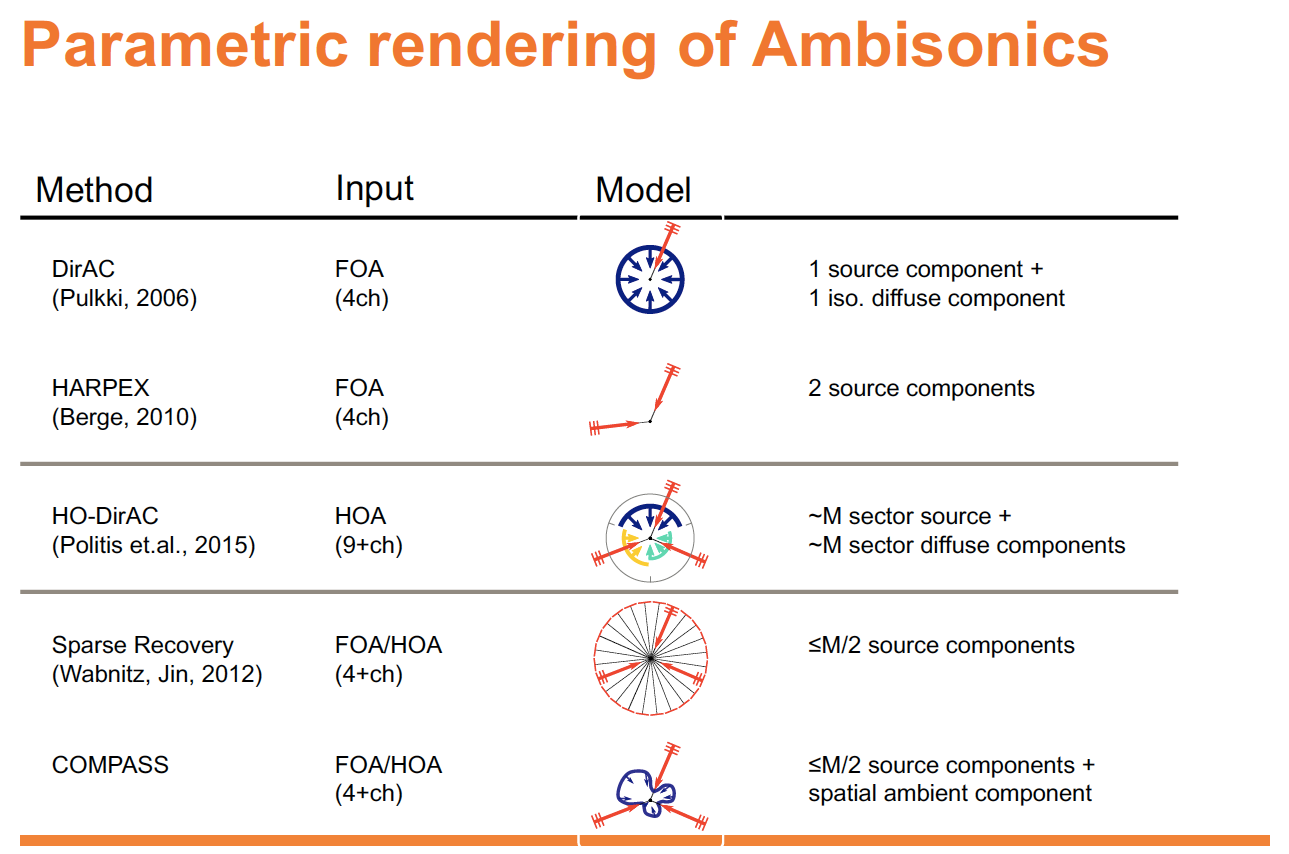 Parametric rendering of Ambisonics
Method Input Model
DirAC FOA 1 source component +
(Pulkki, 2006) (4ch) 1 iso. diffuse component
HARPEX FOA 2 source components
(Berge, 2010) (4ch)
HO-DirAC HOA ~M sector source +
(Politis et.al., 2015) (9+ch) ~M sector diffuse components
Sparse Recovery FOA/HOA ≤M/2 source components
(Wabnitz, Jin, 2012) (4+ch)
COMPASS FOA/HOA ≤M/2 source components +
(4+ch) spatial ambient component